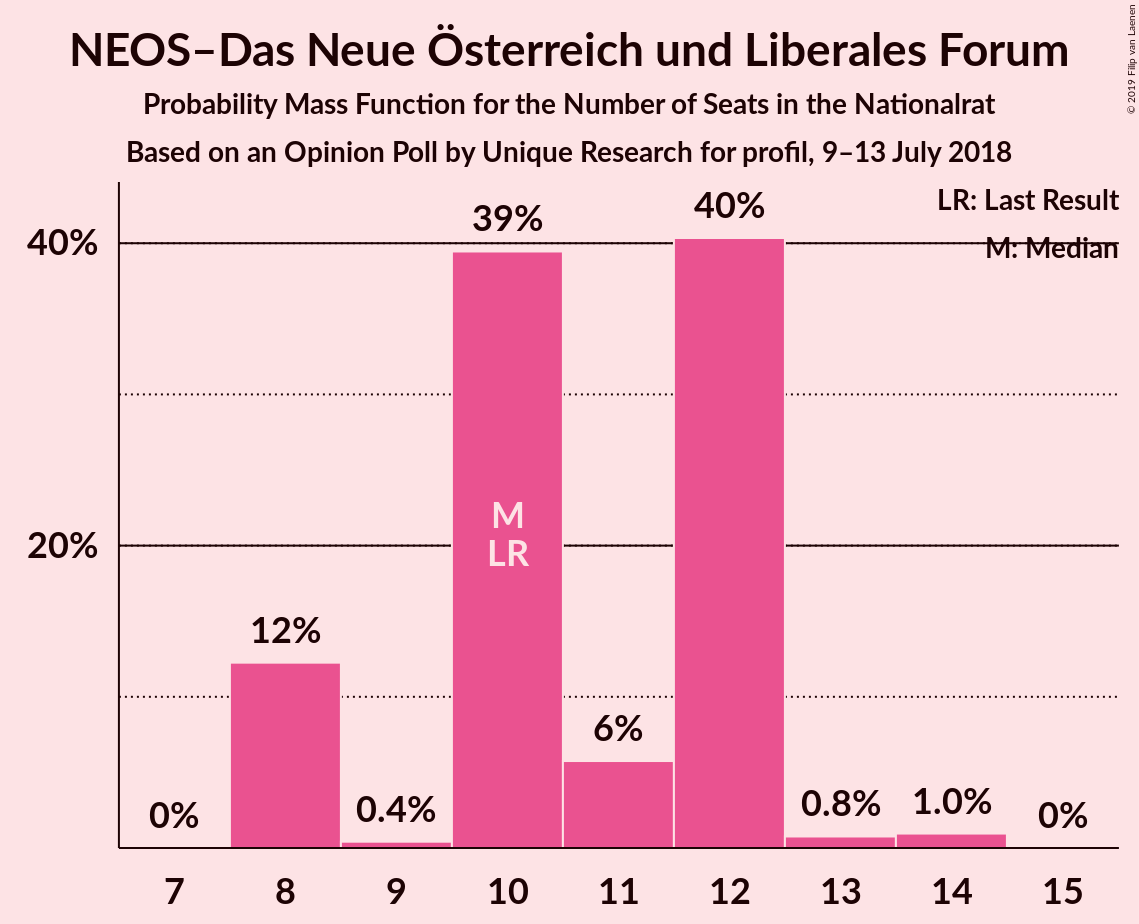 NEOS–Das Neue Österreich und Liberales Forum
Probability Mass Function for the Number of Seats in the Nationalrat
Based on an Opinion Poll by Unique Research for profil, 9–13 July 2018
© 2019 Filip van Laenen
LR: Last Result
M: Median
40%
20%
0%
12%
0.4%
39%
6%
40%
0.8%
1.0%
0%
M
LR
7
8
9
10
11
12
13
14
15